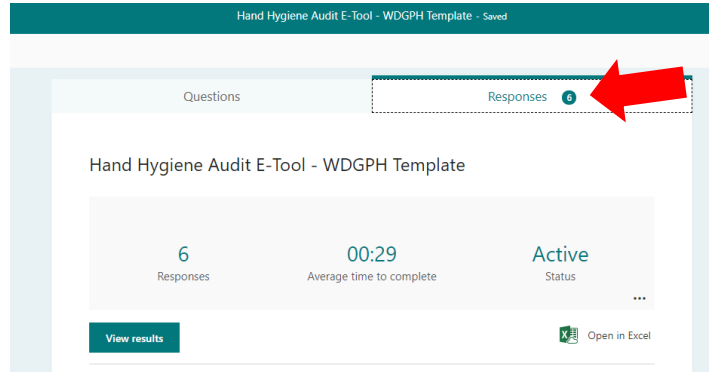 Hand Hygiene Audit E-Tool - WDGPH Template - Saved
Questions
Responses 6
Hand Hygiene Audit E-Tool - WDGPH Template
6 00:29 Active
Responses Average time to complete Status
...
View results Open in Excel